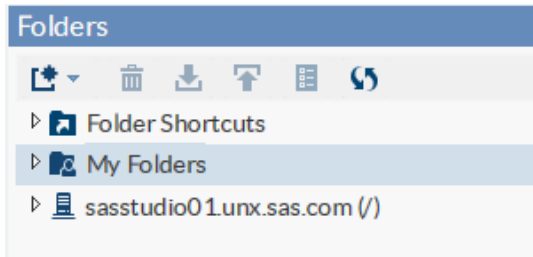 Folders
Folder Shortcuts
My Folders
sasstudio01.unx.sas.com (/)